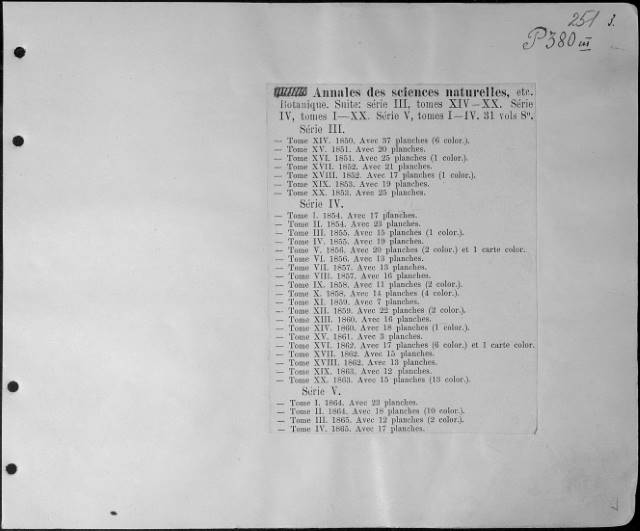 251 3.
P380 III
Annales des sciences naturelles, etc.
Botanique. Suite: série III, tomes XIV—XX. Série
IV, tomes I—XX. Série V, tomes I—IV. 31 vols 8º.
Série III.
— Tome XIV. 1850. Avec 37 planches (6 color.).
— Tome XV. 1851. Avec 20 planches.
— Tome XVI. 1851. Avec 25 planches (1 color.).
— Tome XVII. 1852. Avec 21 planches.
— Tome XVIII. 1852. Avec 17 planches (1 color.).
— Tome XIX. 1853. Avec 19 planches.
— Tome XX. 1853. Avec 25 planches.
Série IV.
— Tome I. 1854. Avec 17 planches.
— Tome II. 1854. Avec 23 planches.
— Tome III. 1855. Avec 15 planches (1 color.).
— Tome IV. 1855. Avec 19 planches.
— Tome V. 1856. Avec 20 planches (2 color.) et 1 carte color.
— Tome VI. 1856. Avec 13 planches.
— Tome VII. 1857. Avec 13 planches.
— Tome VIII. 1857. Avec 16 planches.
— Tome IX. 1858. Avec 11 planches (2 color.).
— Tome X. 1858. Avec 14 planches (4 color.).
— Tome XI. 1859. Avec 7 planches.
— Tome XII. 1859. Avec 22 planches (2 color.).
— Tome XIII. 1860. Avec 16 planches.
— Tome XIV. 1860. Avec 18 planches (1 color.).
— Tome XV. 1861. Avec 3 planches.
— Tome XVI. 1862. Avec 17 planches (6 color.) et 1 carte color.
— Tome XVII. 1862. Avec 15 planches.
— Tome XVIII. 1862. Avec 13 planches.
— Tome XIX. 1863. Avec 12 planches.
— Tome XX. 1863. Avec 15 planches (13 color.).
Série V.
— Tome I. 1864. Avec 23 planches.
— Tome II. 1864. Avec 18 planches (10 color.).
— Tome III. 1865. Avec 12 planches (2 color.).
— Tome IV. 1865. Avec 17 planches.